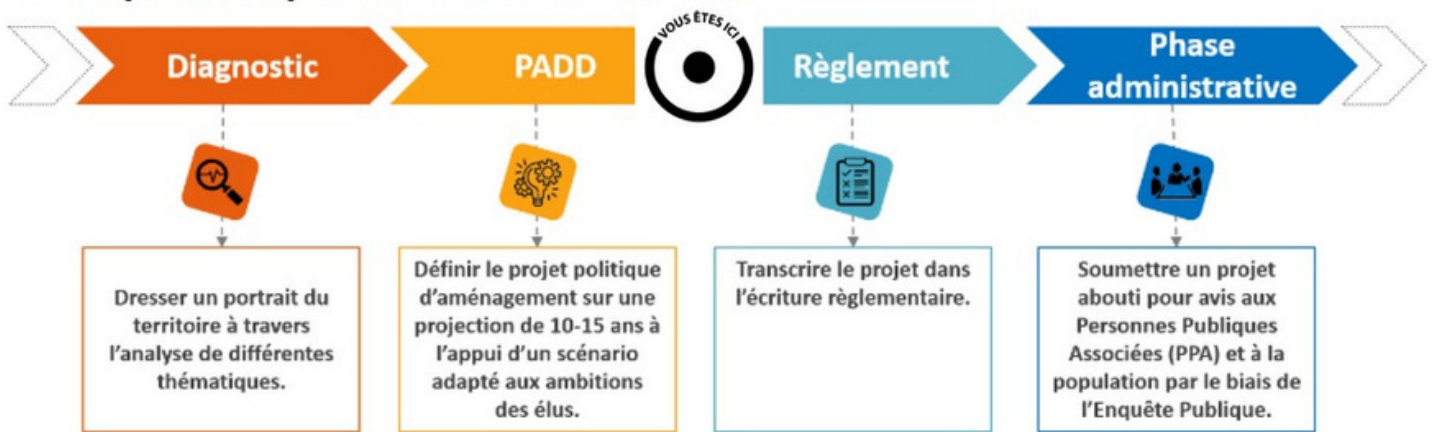 Diagnostic
PADD
VOUS ÊTES ICI
Règlement
Phase
administrative
Dresser un portrait du
territoire à travers
l'analyse de différentes
thématiques.
Définir le projet politique
d'aménagement sur une
projection de 10-15 ans à
l'appui d'un scénario
adapté aux ambitions
des élus.
Transcrire le projet dans
l'écriture règlementaire.
Soumettre un projet
abouti pour avis aux
Personnes Publiques
Associées (PPA) et à la
population par le biais de
l'Enquête Publique.